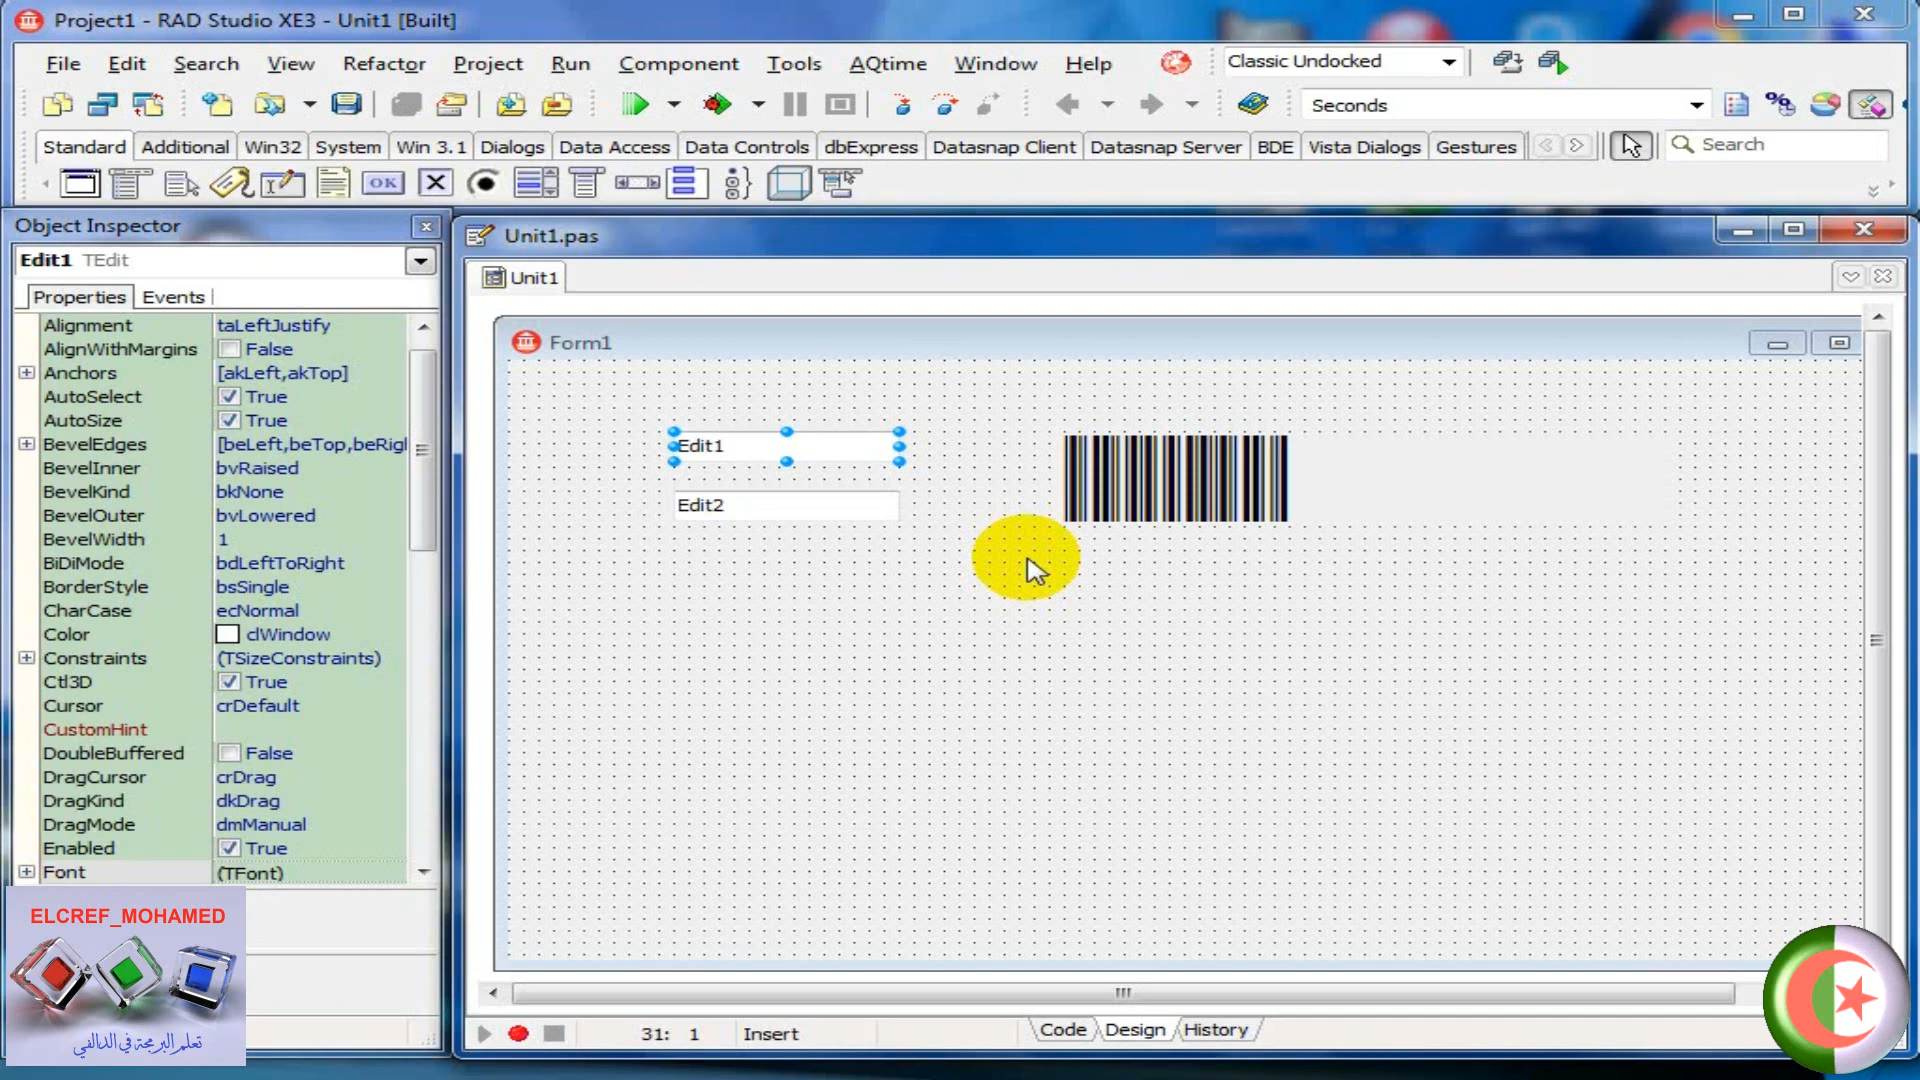 Project1 - RAD Studio XE3 - Unit1 [Built]
File Edit Search View Refactor Project Run Component Tools AQtime Window Help Classic Undocked
Seconds
Standard Additional Win32 System Win 3.1 Dialogs Data Access Data Controls dbExpress Datasnap Client Datasnap Server BDE Vista Dialogs Gestures Search
OK
Object Inspector
Edit1 TEdit
Properties Events
Alignment taLeftJustify
AlignWithMargins False
Anchors [akLeft,akTop]
AutoSelect True
AutoSize True
BevelEdges [beLeft,beTop,beRigl
BevelInner bvRaised
BevelKind bkNone
BevelOuter bvLowered
BevelWidth 1
BiDiMode bdLeftToRight
BorderStyle bsSingle
CharCase ecNormal
Color clWindow
Constraints (TSizeConstraints)
Ctl3D True
Cursor crDefault
CustomHint
DoubleBuffered False
DragCursor crDrag
DragKind dkDrag
DragMode dmManual
Enabled True
Font (TFont)
ELCREF_MOHAMED
تعلم البرمجة في الدالفي
Unit1.pas
Unit1
Form1
Edit1
Edit2
31: 1 Insert
Code Design History